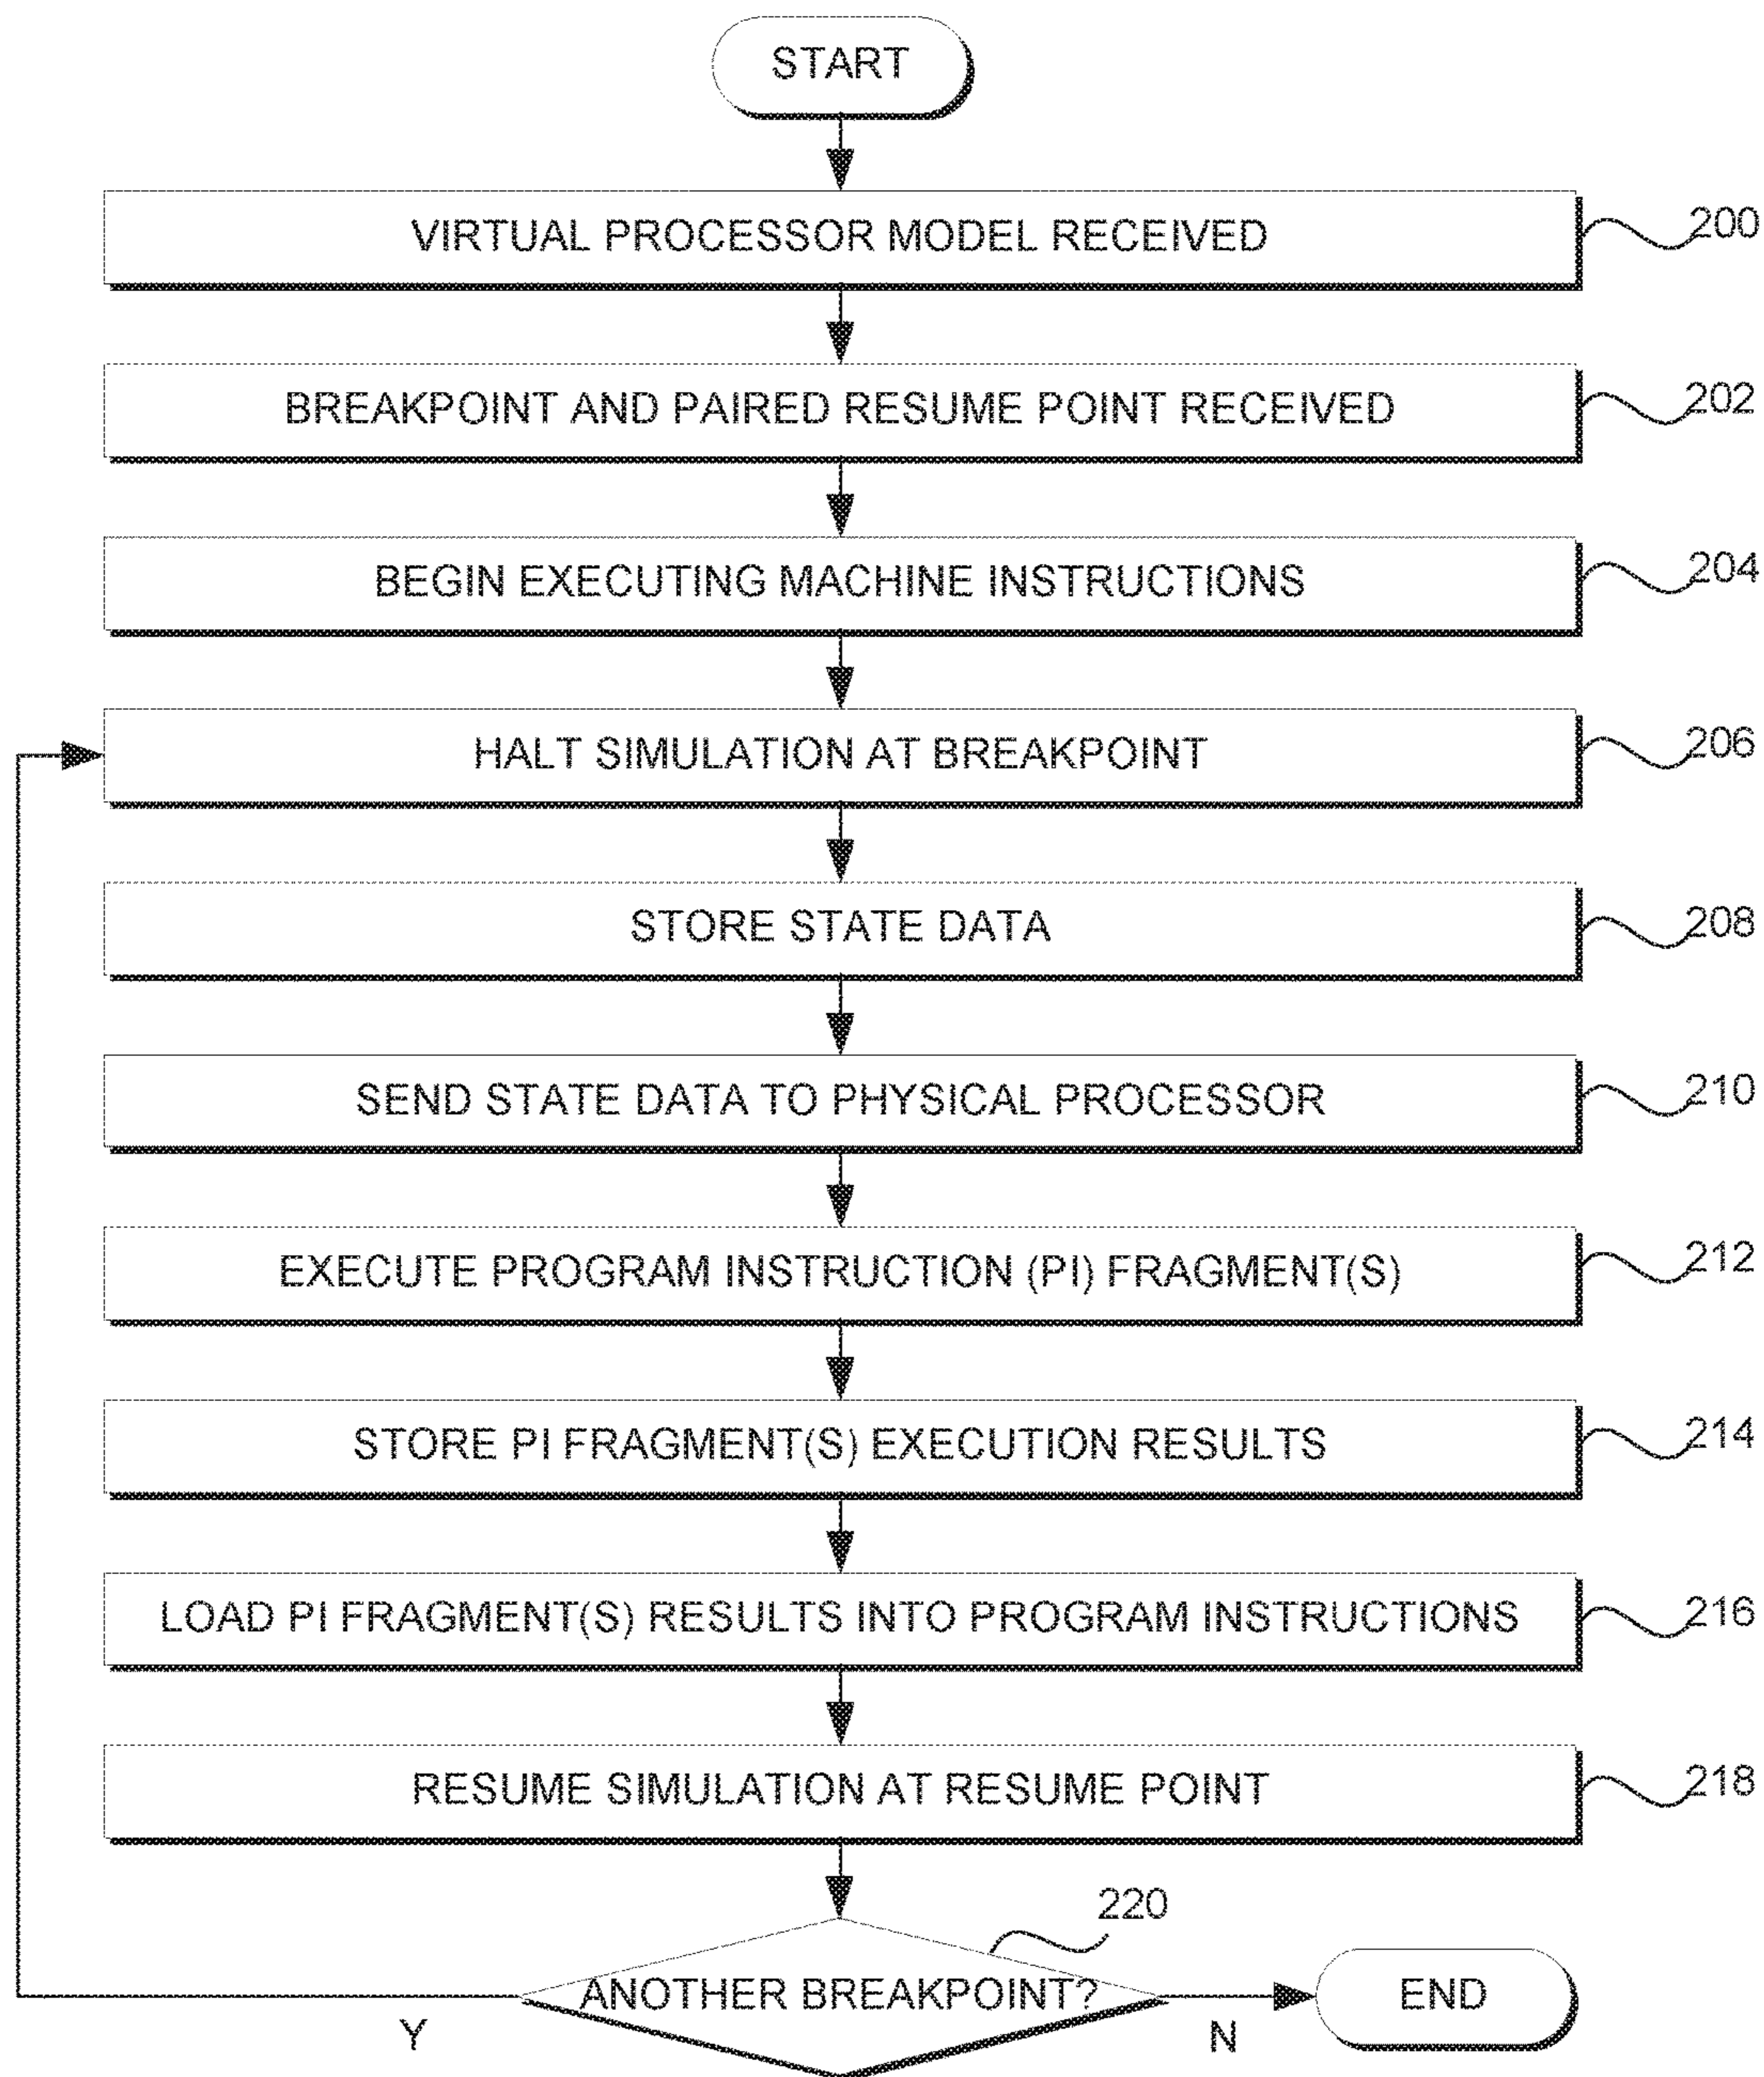 START
VIRTUAL PROCESSOR MODEL RECEIVED
200
BREAKPOINT AND PAIRED RESUME POINT RECEIVED
202
BEGIN EXECUTING MACHINE INSTRUCTIONS
204
HALT SIMULATION AT BREAKPOINT
206
STORE STATE DATA
208
SEND STATE DATA TO PHYSICAL PROCESSOR
210
EXECUTE PROGRAM INSTRUCTION (PI) FRAGMENT(S)
212
STORE PI FRAGMENT(S) EXECUTION RESULTS
214
LOAD PI FRAGMENT(S) RESULTS INTO PROGRAM INSTRUCTIONS
216
RESUME SIMULATION AT RESUME POINT
218
220
ANOTHER BREAKPOINT?
END
Y
N